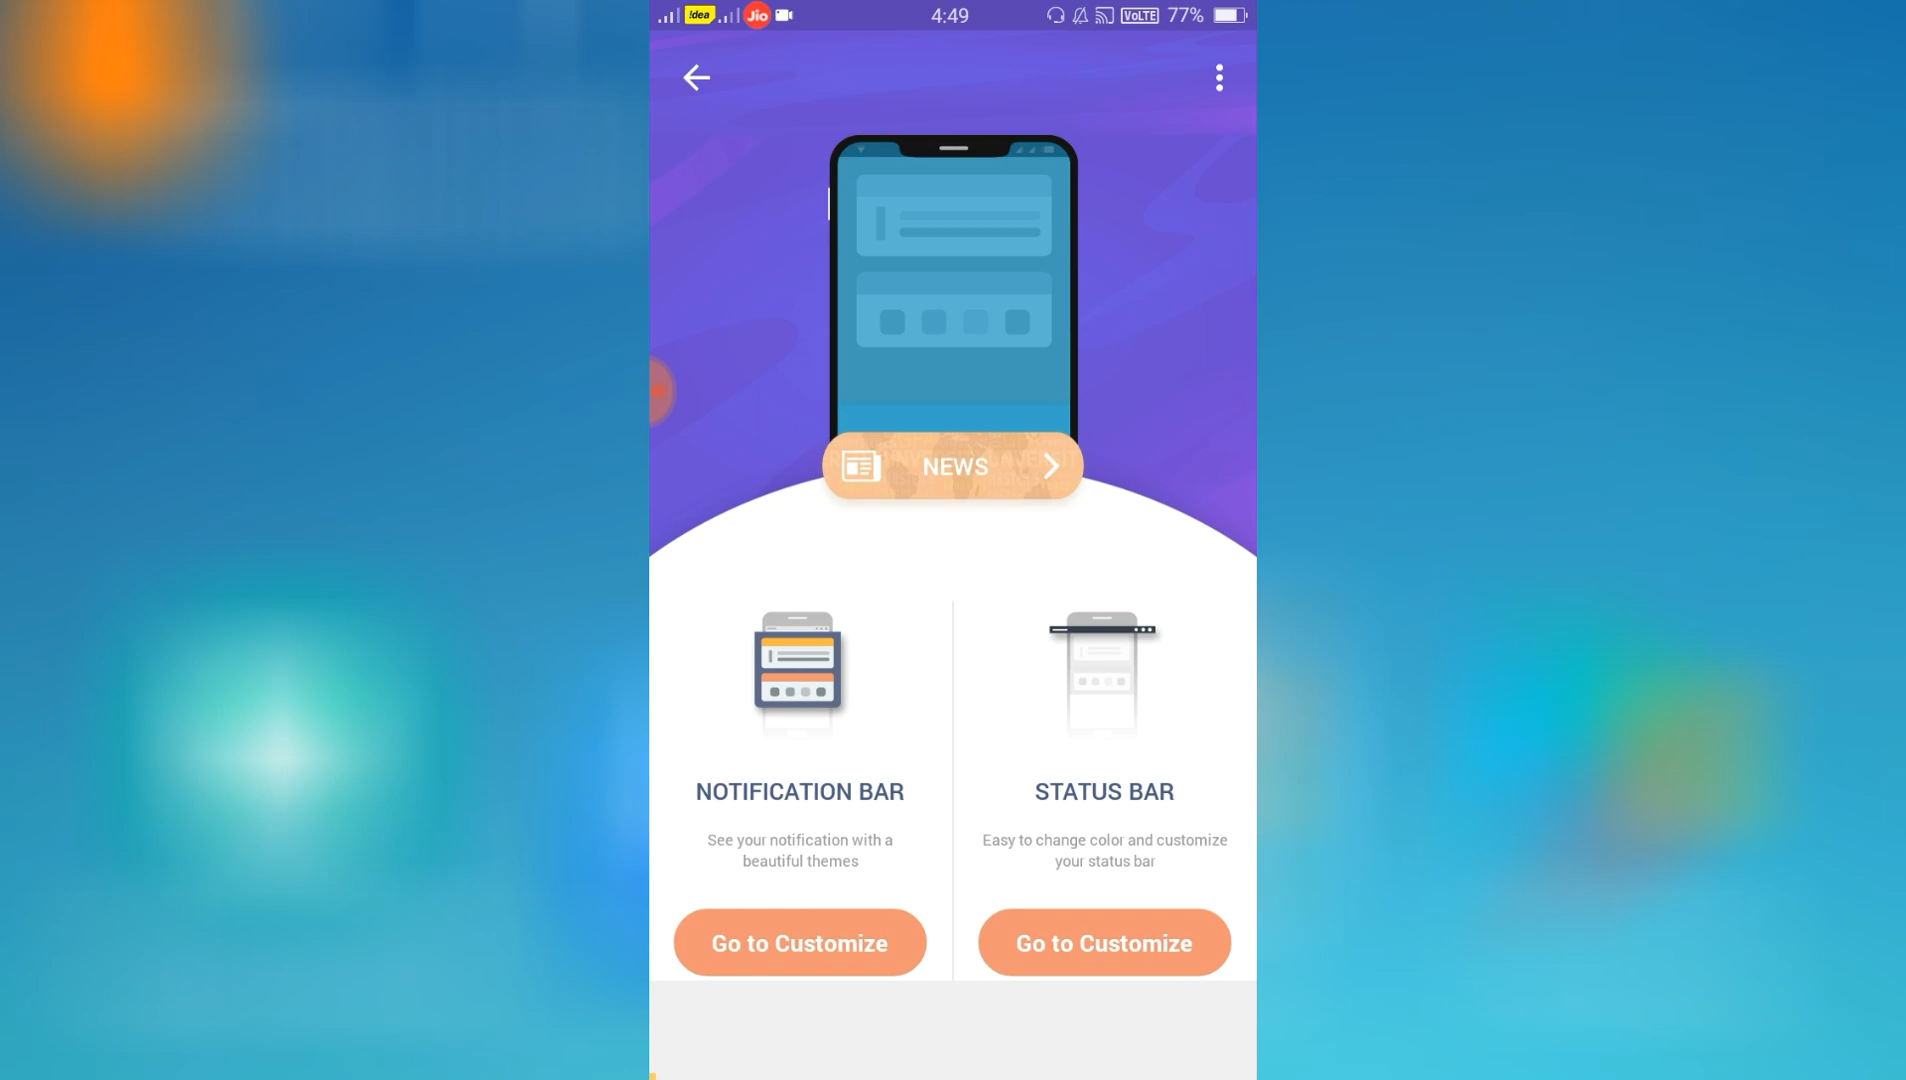 !dea Jio 4:49 VoLTE 77%
NEWS
NOTIFICATION BAR
See your notification with a
beautiful themes
Go to Customize
STATUS BAR
Easy to change color and customize
your status bar
Go to Customize